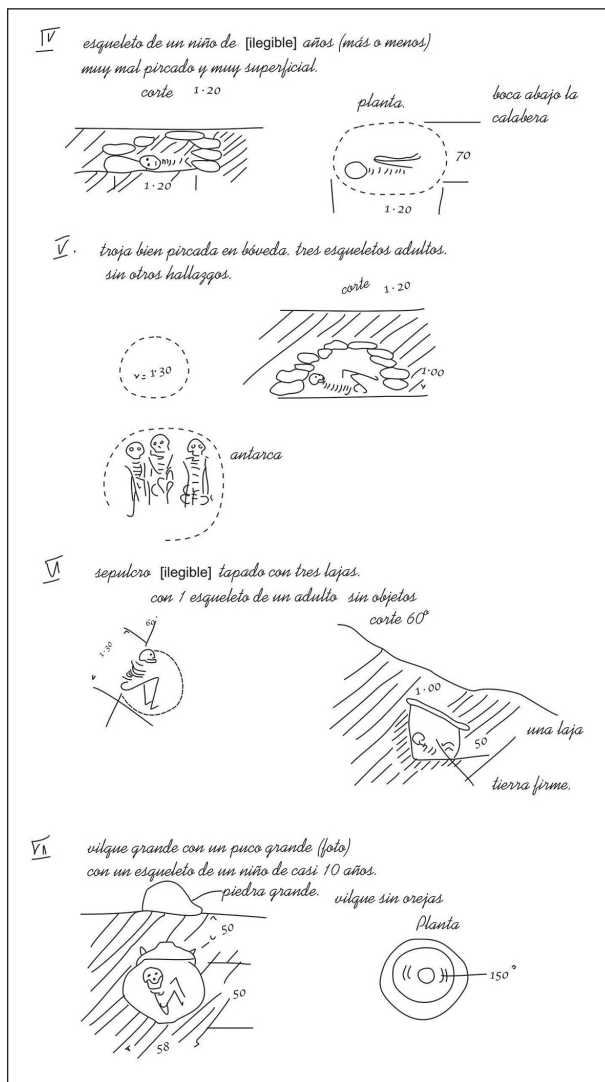 IV
esqueleto de un niño de [ilegible] años (más o menos)
muy mal pircado y muy superficial.
corte 1·20
1·20
planta.
boca abajo la
calabera
70
1·20
V.
troja bien pircada en bóveda. tres esqueletos adultos.
sin otros hallazgos.
corte 1·20
v = 1·30
1·00
antarca
VI
sepulcro [ilegible] tapado con tres lajas.
con 1 esqueleto de un adulto sin objetos
corte 60°
60°
1·30
1·00
50
una laja
tierra firme.
VII
vilque grande con un puco grande (foto)
con un esqueleto de un niño de casi 10 años.
piedra grande.
50
50
58
vilque sin orejas
Planta
150°